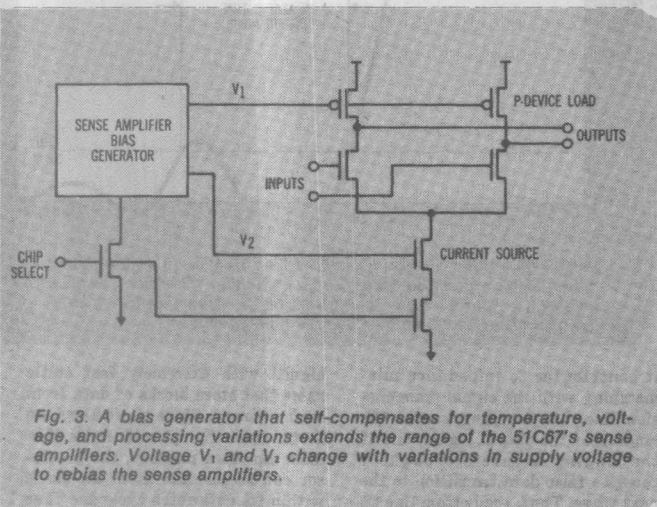 V1
P-DEVICE LOAD
SENSE AMPLIFIER
BIAS
GENERATOR
OUTPUTS
INPUTS
V2
CURRENT SOURCE
CHIP
SELECT
Fig. 3. A bias generator that self-compensates for temperature, volt-
age, and processing variations extends the range of the 51C67's sense
amplifiers. Voltage V₁ and V₂ change with variations in supply voltage
to rebias the sense amplifiers.